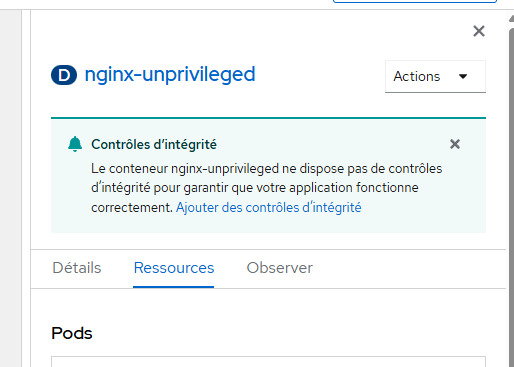 D nginx-unprivileged
Actions
Contrôles d’intégrité
Le conteneur nginx-unprivileged ne dispose pas de contrôles
d’intégrité pour garantir que votre application fonctionne
correctement. Ajouter des contrôles d’intégrité
Détails Ressources Observer
Pods